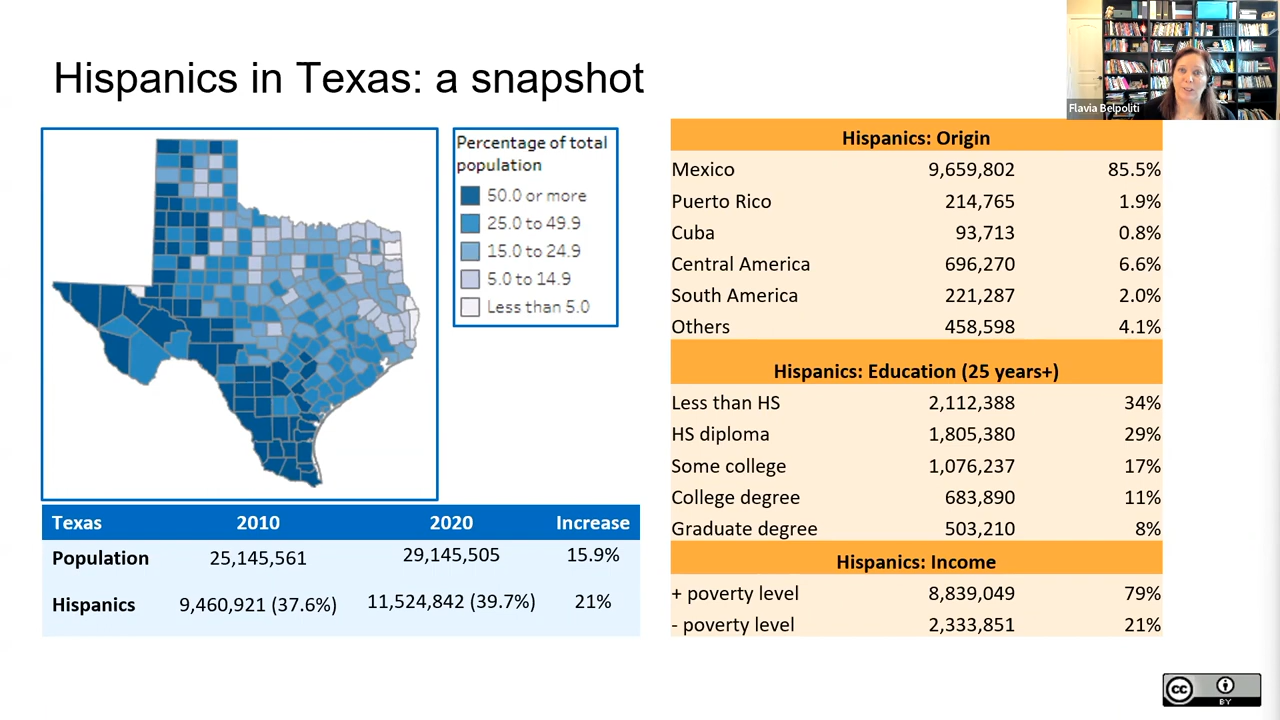 Hispanics in Texas: a snapshot
Flavia Belpoliti
Percentage of total
population
50.0 or more
25.0 to 49.9
15.0 to 24.9
5.0 to 14.9
Less than 5.0
Texas 2010 2020 Increase
Population 25,145,561 29,145,505 15.9%
Hispanics 9,460,921 (37.6%) 11,524,842 (39.7%) 21%
Hispanics: Origin
Mexico 9,659,802 85.5%
Puerto Rico 214,765 1.9%
Cuba 93,713 0.8%
Central America 696,270 6.6%
South America 221,287 2.0%
Others 458,598 4.1%
Hispanics: Education (25 years+)
Less than HS 2,112,388 34%
HS diploma 1,805,380 29%
Some college 1,076,237 17%
College degree 683,890 11%
Graduate degree 503,210 8%
Hispanics: Income
+ poverty level 8,839,049 79%
- poverty level 2,333,851 21%
cc
BY